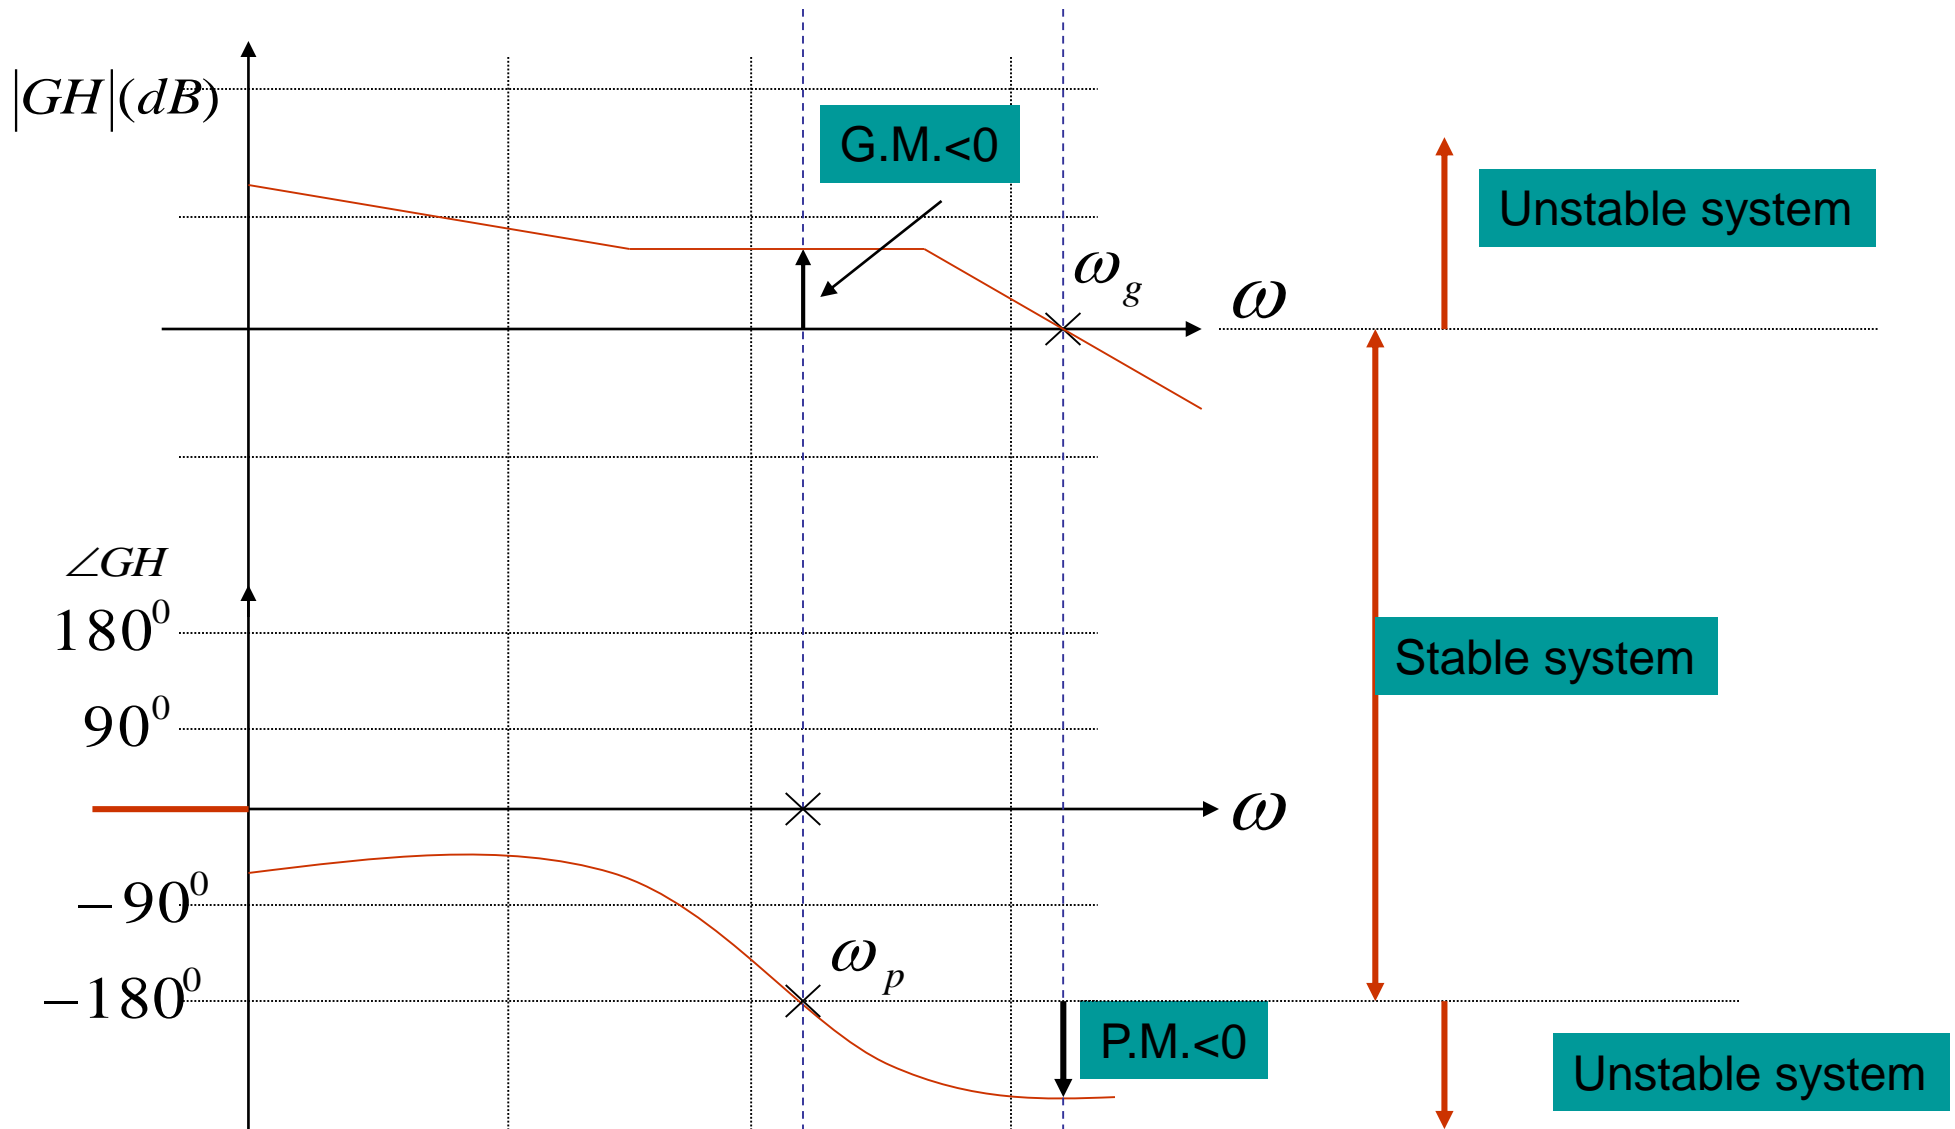 |GH|(dB)
G.M.<0
Unstable system
ω_g
ω
∠GH
180⁰
Stable system
90⁰
ω
−90⁰
ω_p
−180⁰
P.M.<0
Unstable system